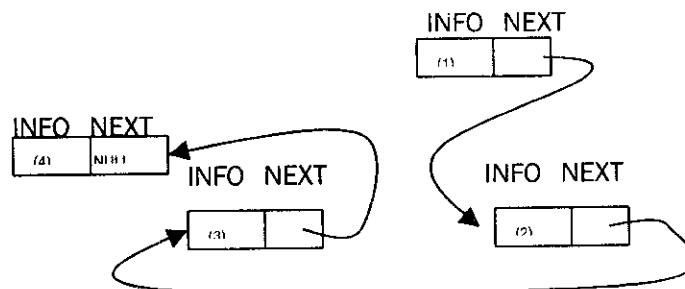 INFO NEXT
(1)
INFO NEXT
(4) NULL
INFO NEXT
(3)
INFO NEXT
(2)